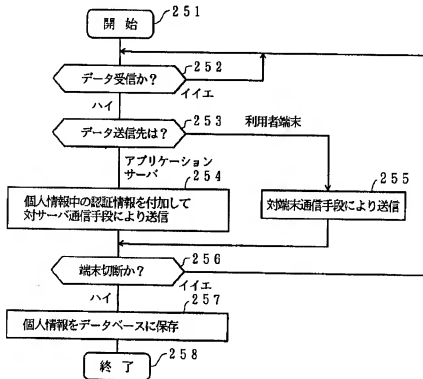 251
開 始
252
データ受信か?
ハイ
イイエ
253
データ送信先は?
利用者端末
アプリケーション
サーバ
254
255
個人情報中の認証情報を付加して
対サーバ通信手段により送信
対端末通信手段により送信
256
端末切断か?
ハイ
イイエ
257
個人情報をデータベースに保存
258
終 了